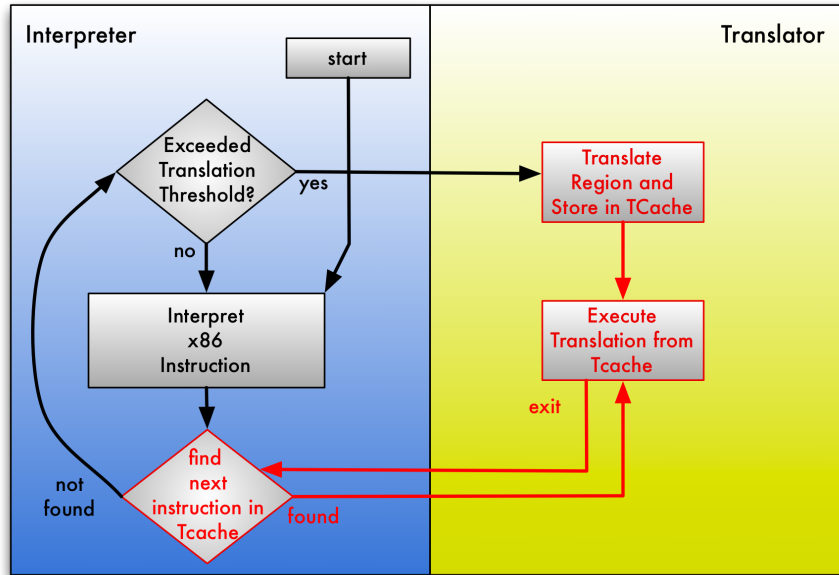 Interpreter
Translator
start
Exceeded
Translation
Threshold?
yes
no
Translate
Region and
Store in TCache
Interpret
x86
Instruction
Execute
Translation from
Tcache
exit
find
next
instruction in
Tcache
not
found
found